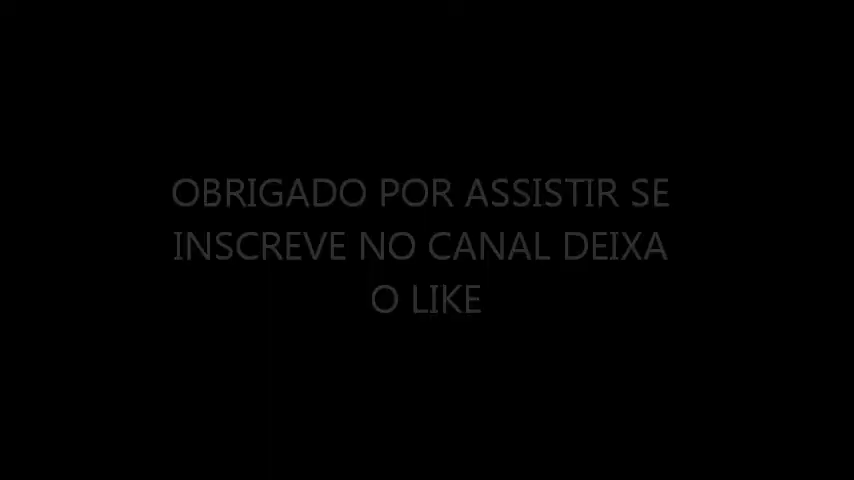 OBRIGADO POR ASSISTIR SE
INSCREVE NO CANAL DEIXA
O LIKE